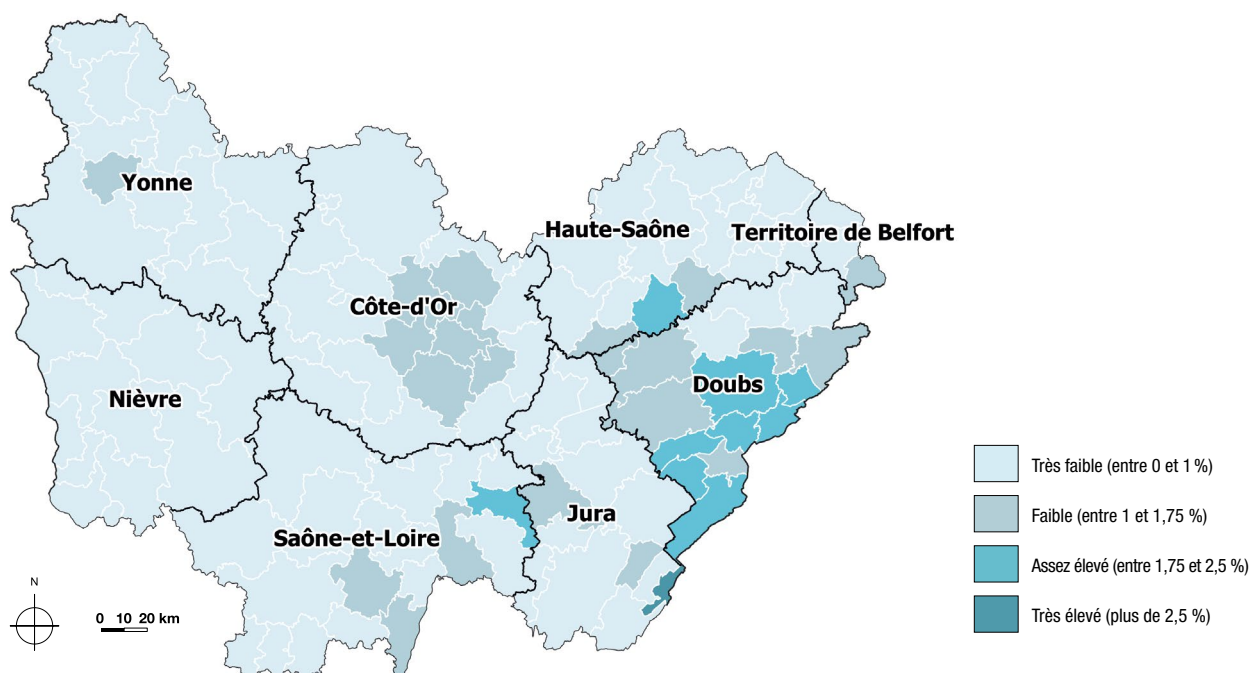 Yonne
Haute-Saône
Territoire de Belfort
Côte-d'Or
Doubs
Nièvre
Saône-et-Loire
Jura
Très faible (entre 0 et 1 %)
Faible (entre 1 et 1,75 %)
Assez élevé (entre 1,75 et 2,5 %)
Très élevé (plus de 2,5 %)
N
0 10 20 km